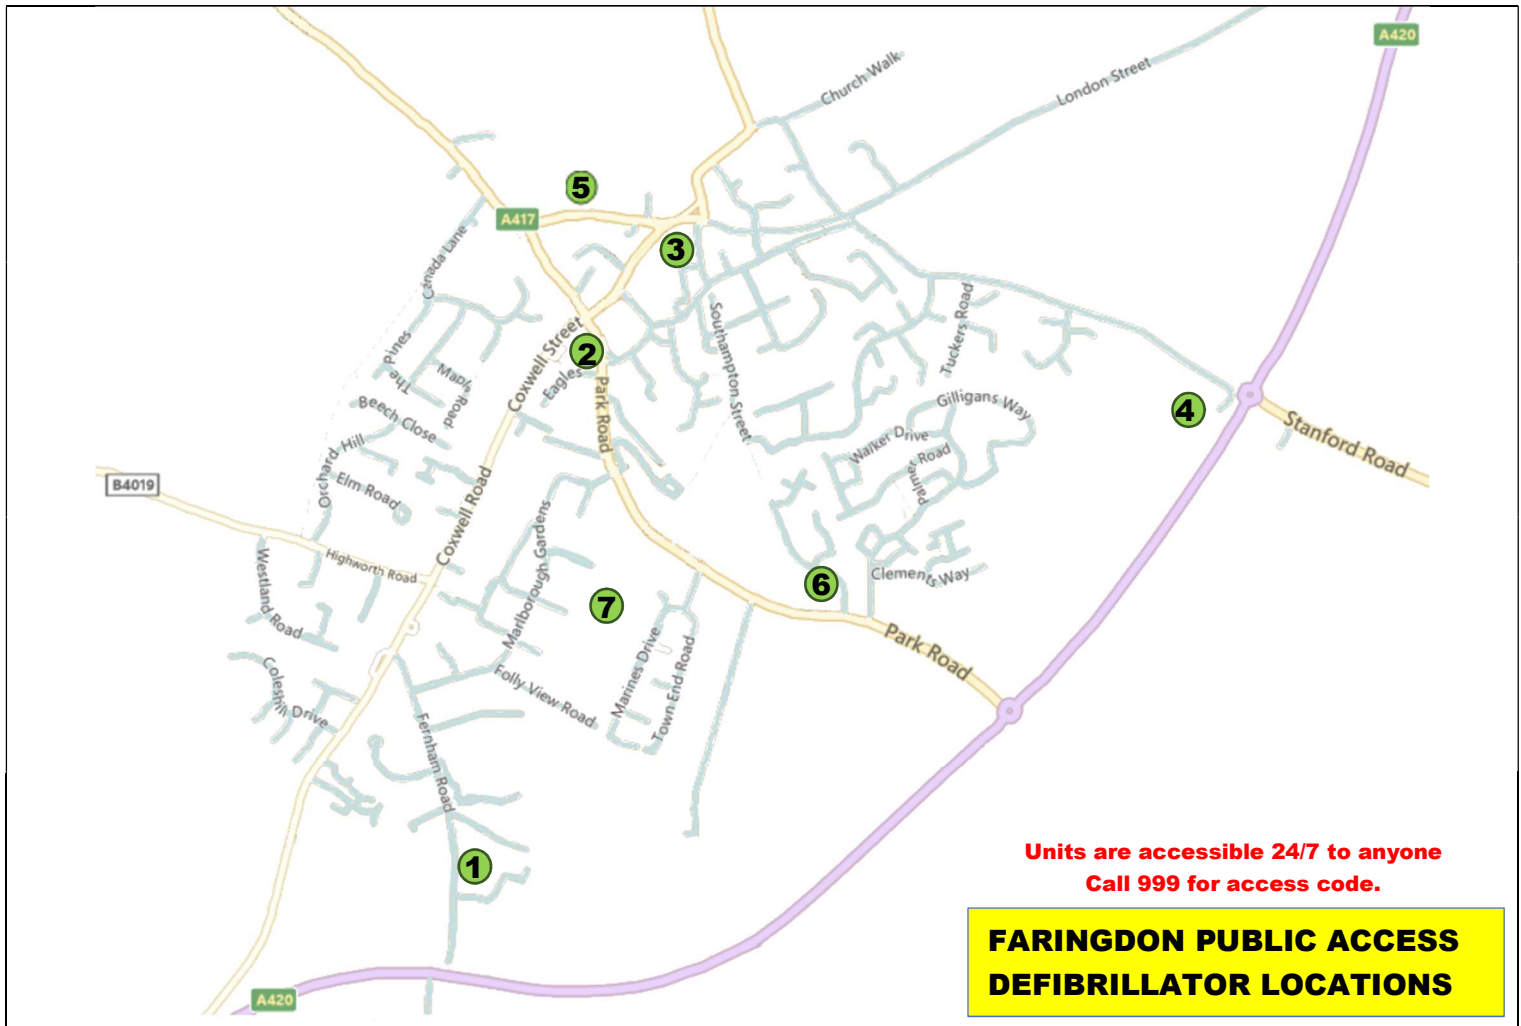 A420
Church Walk
London Street
5
A417
3
Canada Lane
Southampton Street
Tuckers Road
The Pines
Maple Road
Coxwell Street
2
Eagles
Park Road
Beech Close
Gilligans Way
4
Stanford Road
Walker Drive
Palmer Road
Orchard Hill
Elm Road
B4019
Coxwell Road
Highworth Road
Marlborough Gardens
Westland Road
6
Clements Way
7
Park Road
Coleshill Drive
Folly View Road
Marines Drive
Town End Road
Fernham Road
1
Units are accessible 24/7 to anyone
Call 999 for access code.
FARINGDON PUBLIC ACCESS
DEFIBRILLATOR LOCATIONS
A420